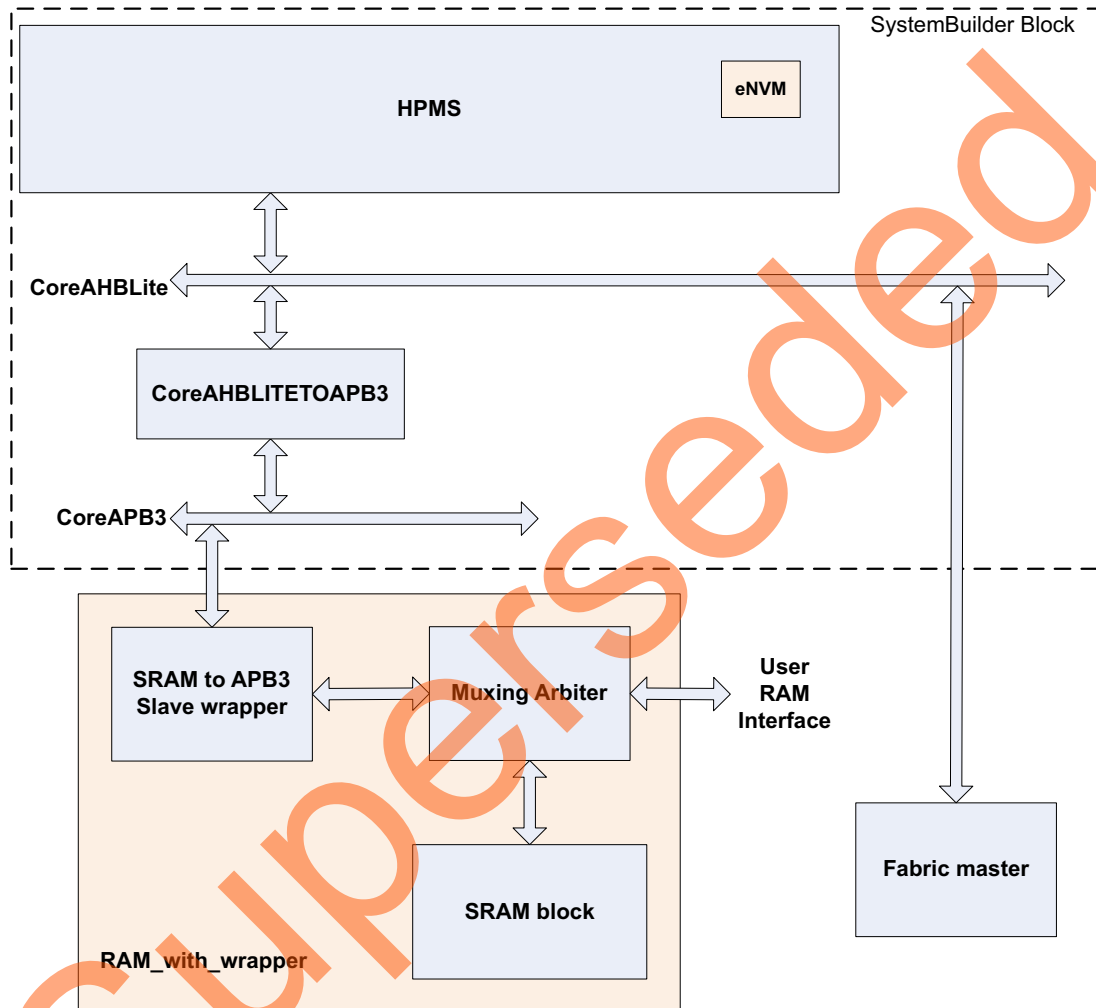 SystemBuilder Block
HPMS
eNVM
CoreAHBLite
CoreAHBLITETOAPB3
CoreAPB3
SRAM to APB3
Slave wrapper
Muxing Arbiter
User
RAM
Interface
SRAM block
Fabric master
RAM_with_wrapper
Superseded